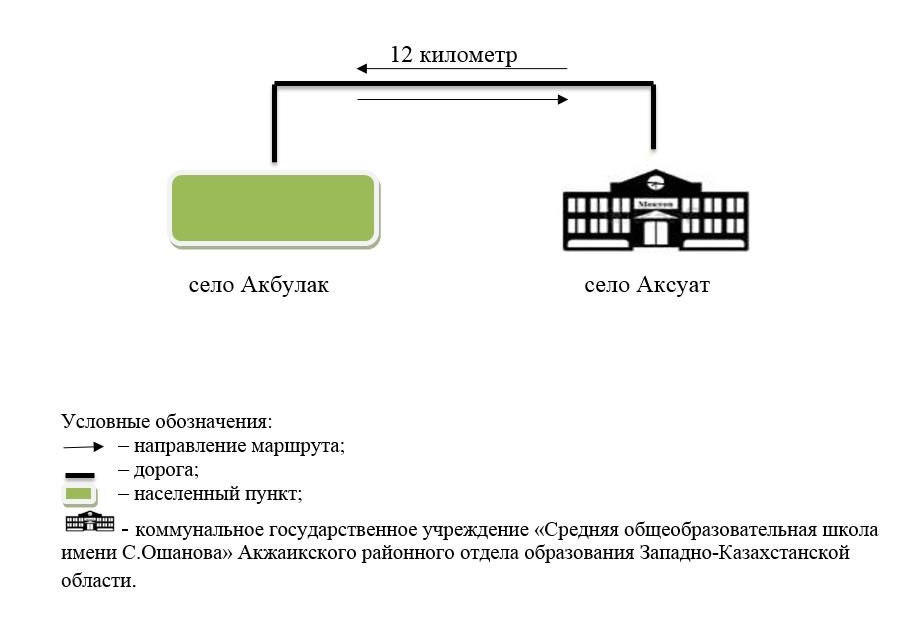 12 километр
Мектеп
село Акбулак
село Аксуат
Условные обозначения:
– направление маршрута;
– дорога;
– населенный пункт;
- коммунальное государственное учреждение «Средняя общеобразовательная школа
имени С.Ошанова» Акжаикского районного отдела образования Западно-Казахстанской
области.